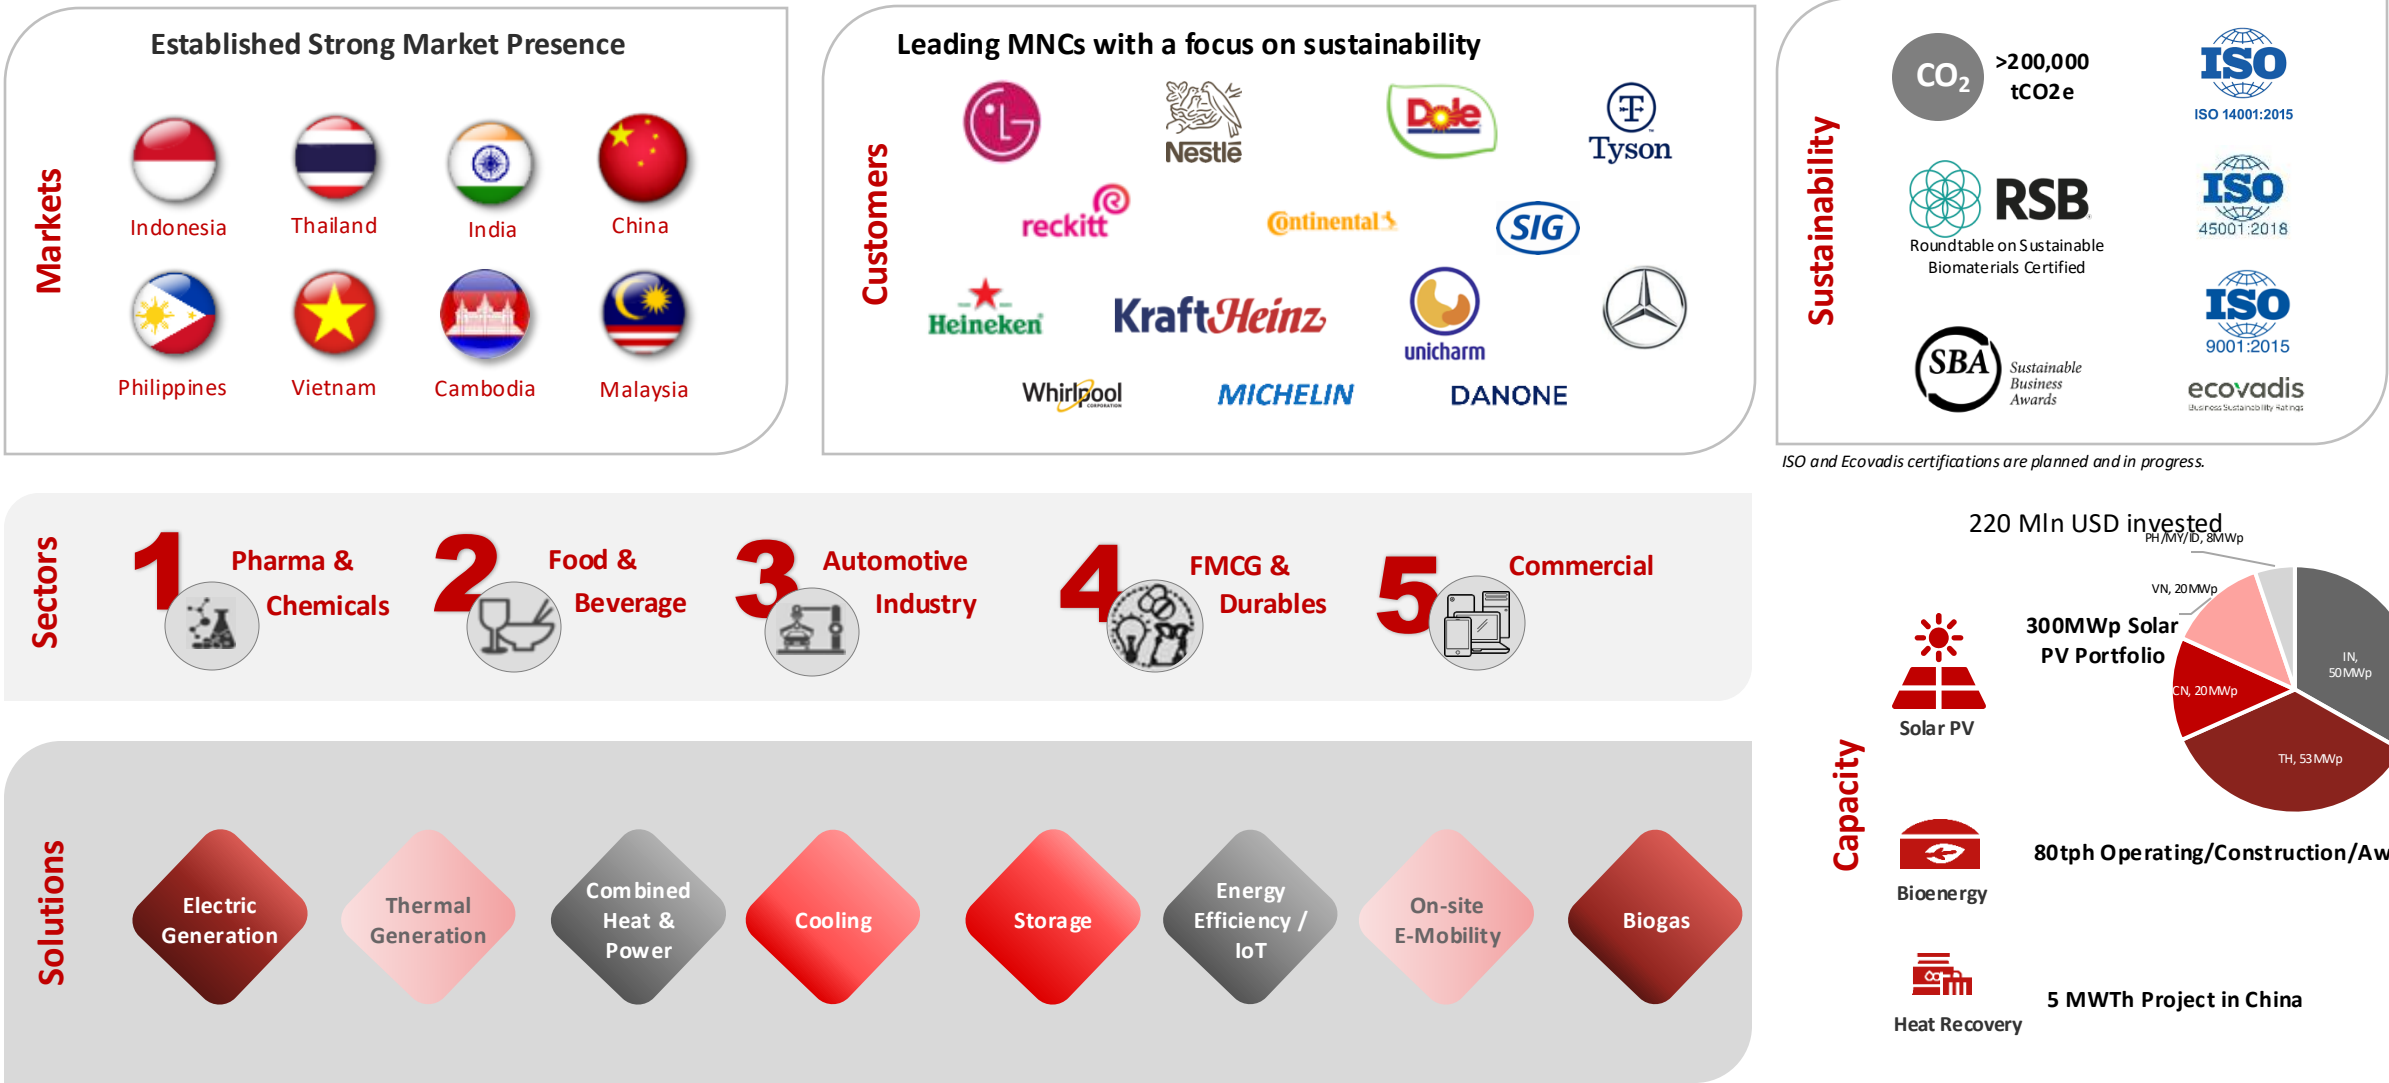 Established Strong Market Presence
Markets
Indonesia
Thailand
India
China
Philippines
Vietnam
Cambodia
Malaysia
Leading MNCs with a focus on sustainability
Customers
LG
Nestlé
Dole
T
Tyson
reckitt
Continental
SIG
Heineken
KraftHeinz
unicharm
Whirlpool
CORPORATION
MICHELIN
DANONE
Sustainability
CO2
>200,000
tCO2e
ISO
ISO 14001:2015
RSB
Roundtable on Sustainable
Biomaterials Certified
ISO
45001:2018
ISO
9001:2015
SBA
Sustainable
Business
Awards
ecovadis
Business Sustainability Ratings
ISO and Ecovadis certifications are planned and in progress.
Sectors
1
Pharma &
Chemicals
2
Food &
Beverage
3
Automotive
Industry
4
FMCG &
Durables
5
Commercial
Solutions
Electric
Generation
Thermal
Generation
Combined
Heat &
Power
Cooling
Storage
Energy
Efficiency /
IoT
On-site
E-Mobility
Biogas
Capacity
220 Mln USD invested
PH/MY/ID, 8MWp
VN, 20MWp
300MWp Solar
PV Portfolio
IN,
50MWp
CN, 20MWp
TH, 53MWp
Solar PV
80tph Operating/Construction/Aw
Bioenergy
5 MWTh Project in China
Heat Recovery